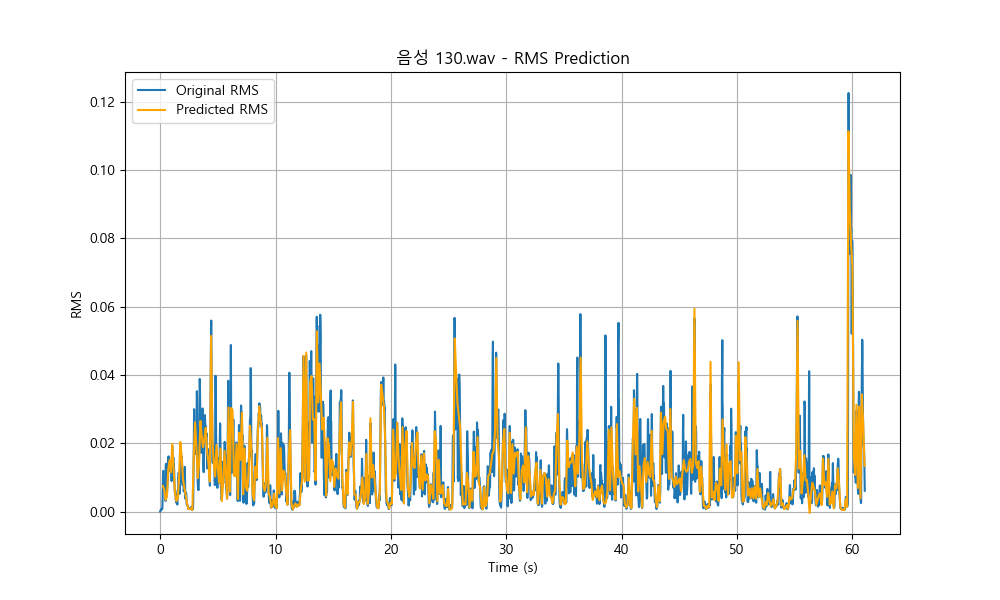 음성 130.wav - RMS Prediction
Original RMS
Predicted RMS
RMS
0.12
0.10
0.08
0.06
0.04
0.02
0.00
0 10 20 30 40 50 60
Time (s)